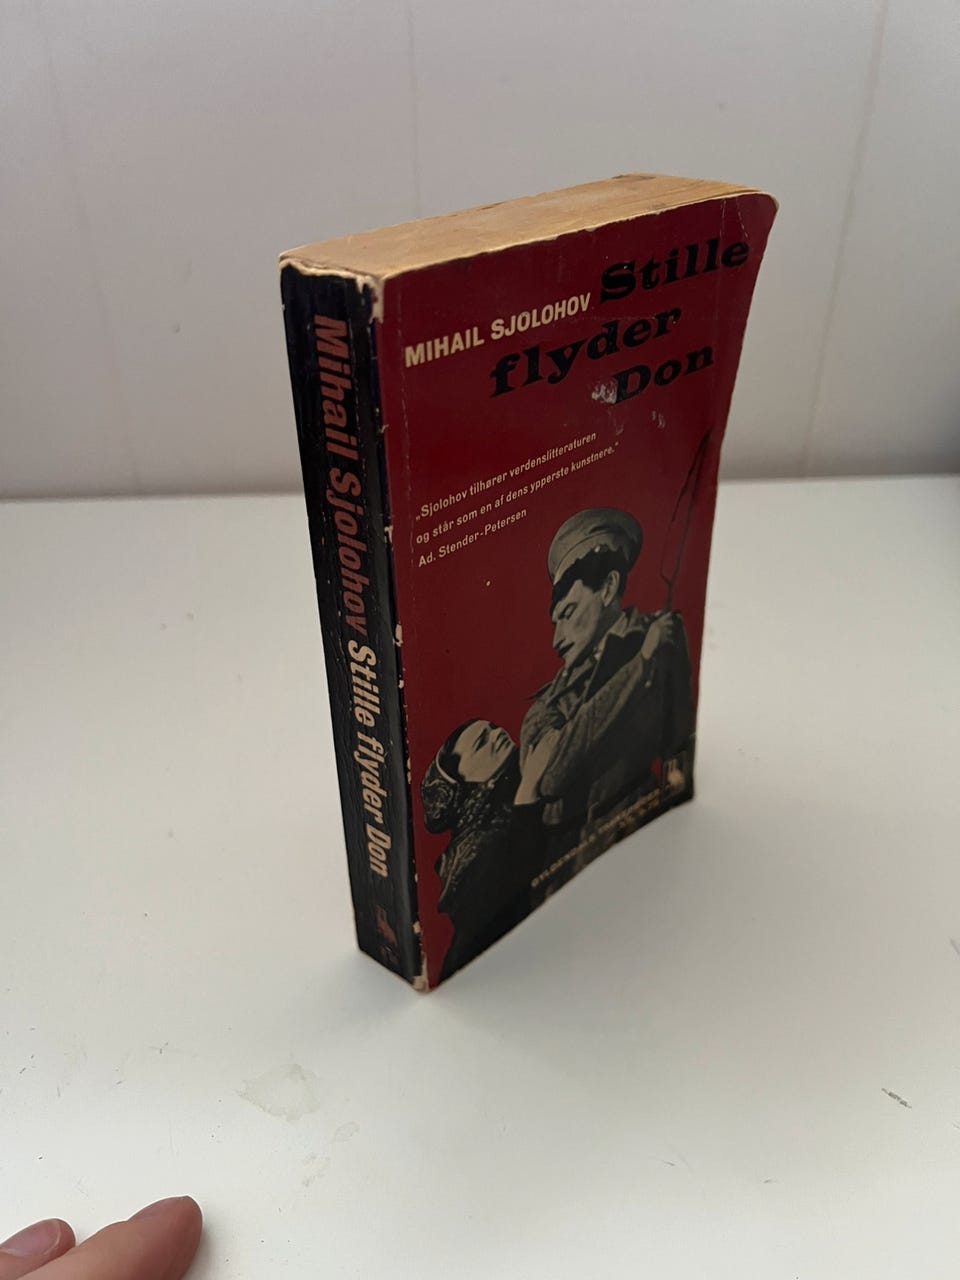 Mihail Sjolohov Stille flyder Don
MIHAIL SJOLOHOV Stille
flyder
Don
„Sjolohov tilhører verdenslitteraturen
og står som en af dens ypperste kunstnere.”
Ad. Stender-Petersen
GYLDENDALS